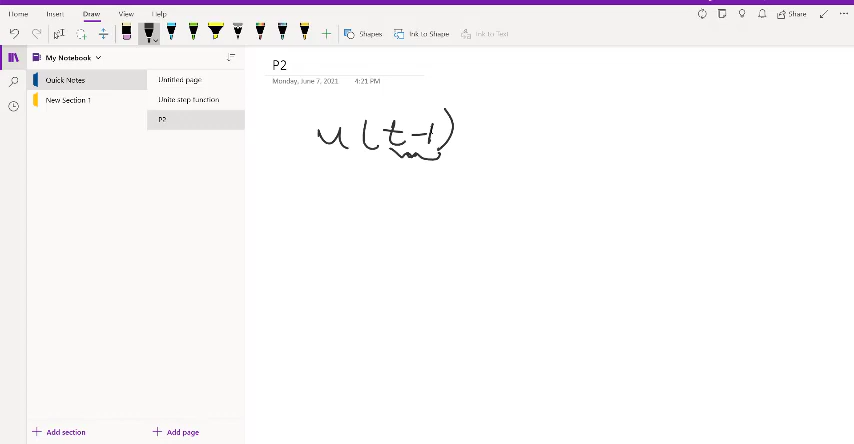 Home Insert Draw View Help Share
Shapes Ink to Shape Ink to Text
My Notebook
Quick Notes
New Section 1
Untitled page
Unite step function
P2
P2
Monday, June 7, 2021 4:21 PM
u(t-1)
Add section
Add page